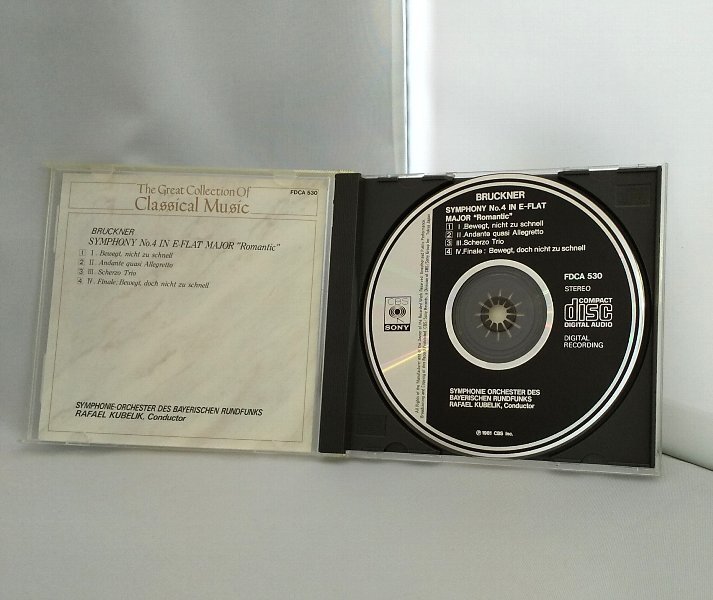 The Great Collection Of
Classical Music
FDCA 530
BRUCKNER
SYMPHONY No.4 IN E-FLAT MAJOR "Romantic"
1 I. Bewegt, nicht zu schnell
2 II. Andante quasi Allegretto
3 III. Scherzo Trio
4 IV. Finale; Bewegt, doch nicht zu schnell
SYMPHONIE-ORCHESTER DES BAYERISCHEN RUNDFUNKS
RAFAEL KUBELIK, Conductor
BRUCKNER
SYMPHONY No.4 IN E-FLAT
MAJOR "Romantic"
1 I .Bewegt, nicht zu schnell
2 II.Andante quasi Allegretto
3 III.Scherzo Trio
4 IV.Finale : Bewegt, doch nicht zu schnell
FDCA 530
STEREO
COMPACT
disc
DIGITAL AUDIO
DIGITAL
RECORDING
CBS
SONY
SYMPHONIE ORCHESTER DES
BAYERISCHEN RUNDFUNKS
RAFAEL KUBELIK, Conductor
℗ 1981 CBS Inc.